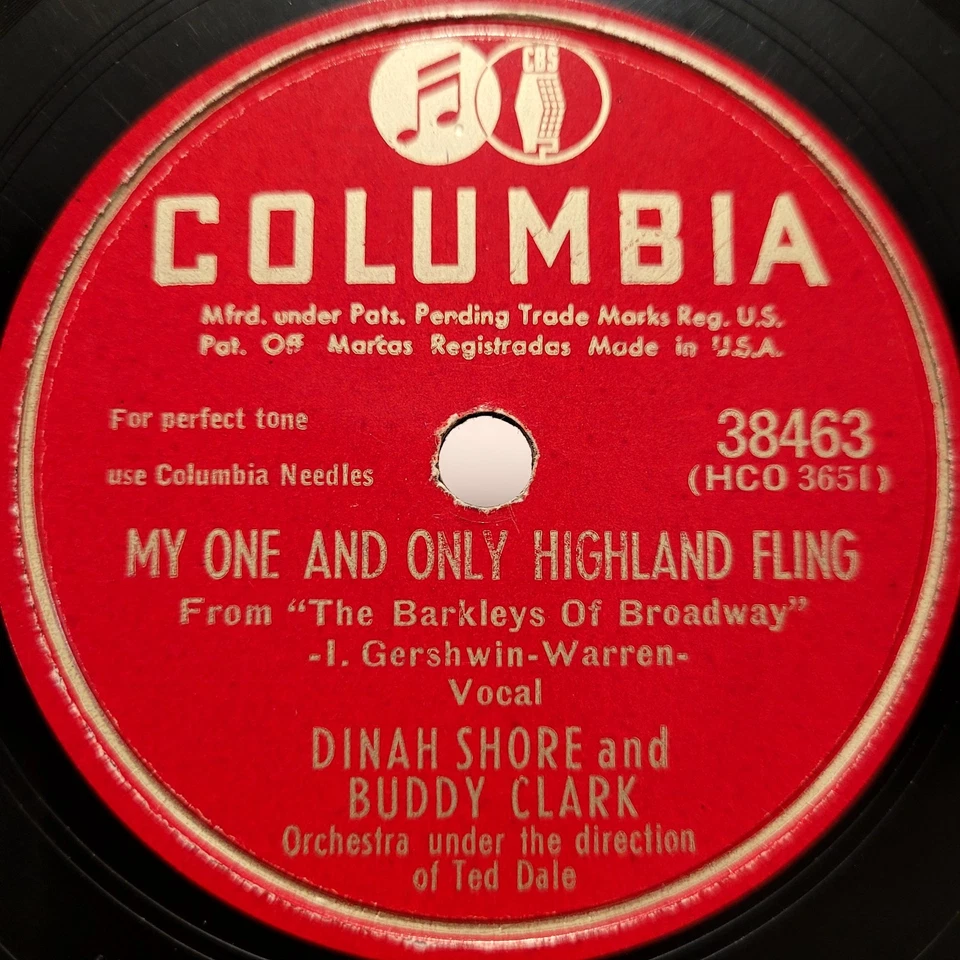 CBS
COLUMBIA
Mfrd. under Pats. Pending Trade Marks Reg. U.S.
Pat. Off Marcas Registradas Made in U.S.A.
For perfect tone
use Columbia Needles
38463
(HCO 3651)
MY ONE AND ONLY HIGHLAND FLING
From "The Barkleys Of Broadway"
-I. Gershwin-Warren-
Vocal
DINAH SHORE and
BUDDY CLARK
Orchestra under the direction
of Ted Dale